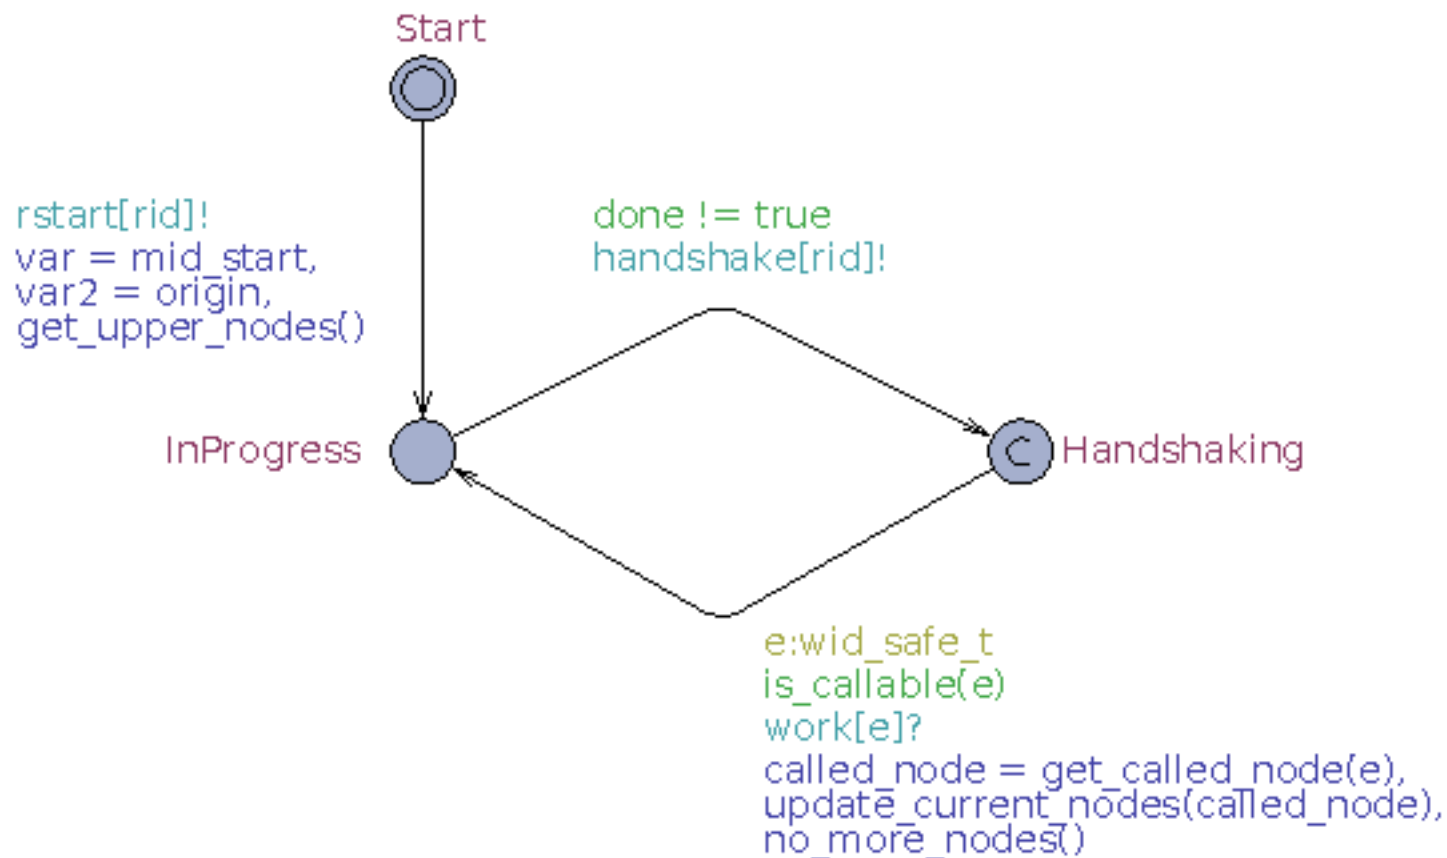 Start
rstart[rid]!
var = mid_start,
var2 = origin,
get_upper_nodes()
done != true
handshake[rid]!
InProgress
C
Handshaking
e:wid_safe_t
is_callable(e)
work[e]?
called_node = get_called_node(e),
update_current_nodes(called_node),
no_more_nodes()